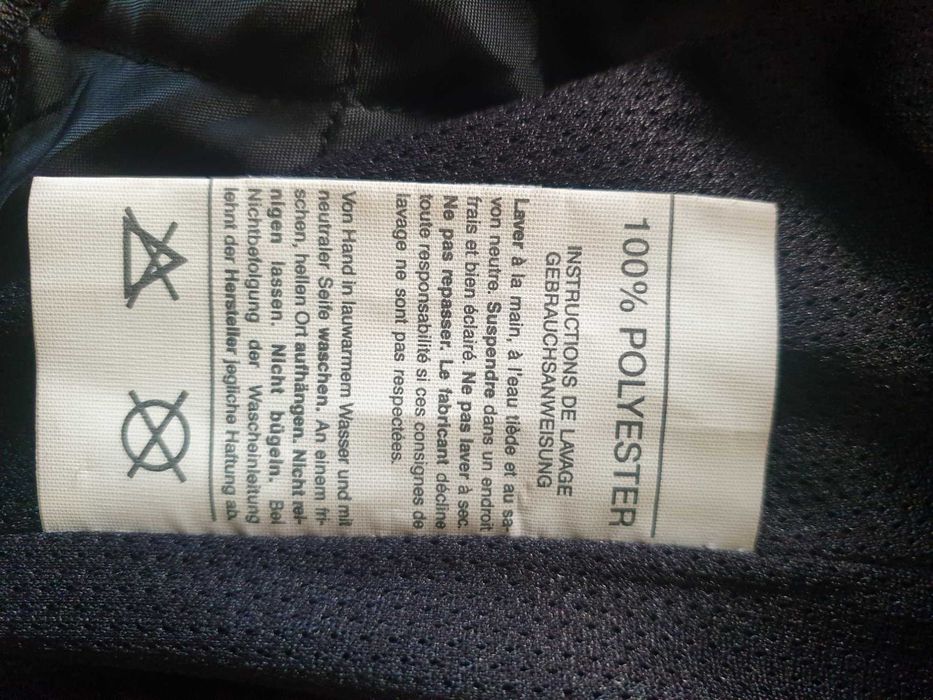 100% POLYESTER
INSTRUCTIONS DE LAVAGE
GEBRAUCHSANWEISUNG
Laver à la main, à l'eau tiède et au sa-
von neutre. Suspendre dans un endroit
frais et bien éclairé. Ne pas laver à sec.
Ne pas repasser. Le fabricant décline
toute responsabilité si ces consignes de
lavage ne sont pas respectées.
Von Hand in lauwarmem Wasser und mit
neutraler Seife waschen. An einem fri-
schen, hellen Ort aufhängen. Nicht rei-
nigen lassen. Nicht bügeln. Bei
Nichtbefolgung der Wascheinleitung
lehnt der Hersteller jegliche Haftung ab.